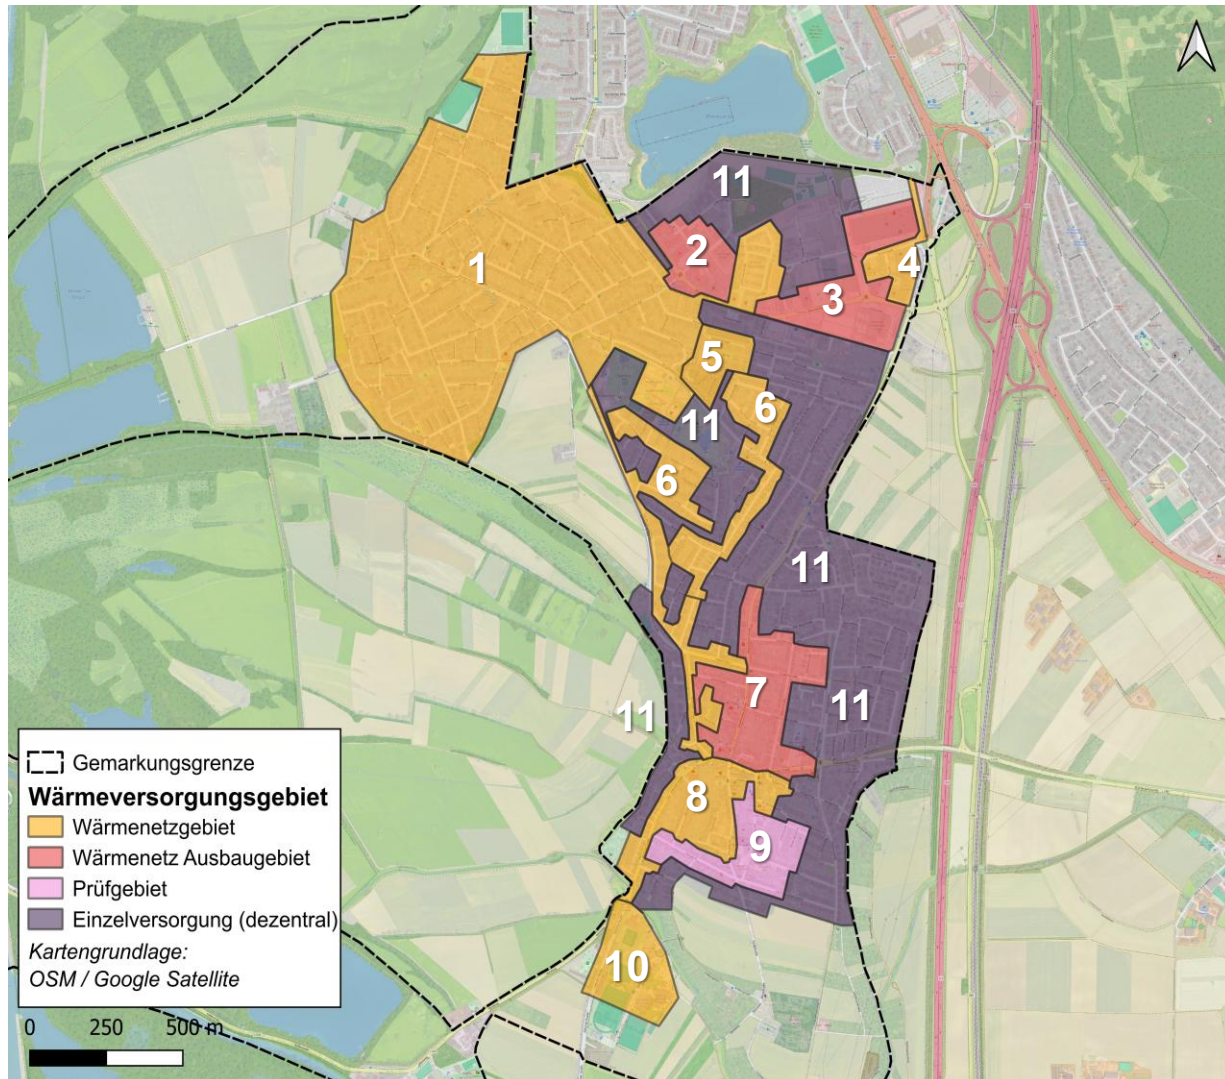 11
2
1
4
3
5
6
11
6
11
7
11
11
8
9
10
Gemarkungsgrenze
Wärmeversorgungsgebiet
Wärmenetzgebiet
Wärmenetz Ausbaugebiet
Prüfgebiet
Einzelversorgung (dezentral)
Kartengrundlage:
OSM / Google Satellite
0 250 500 m